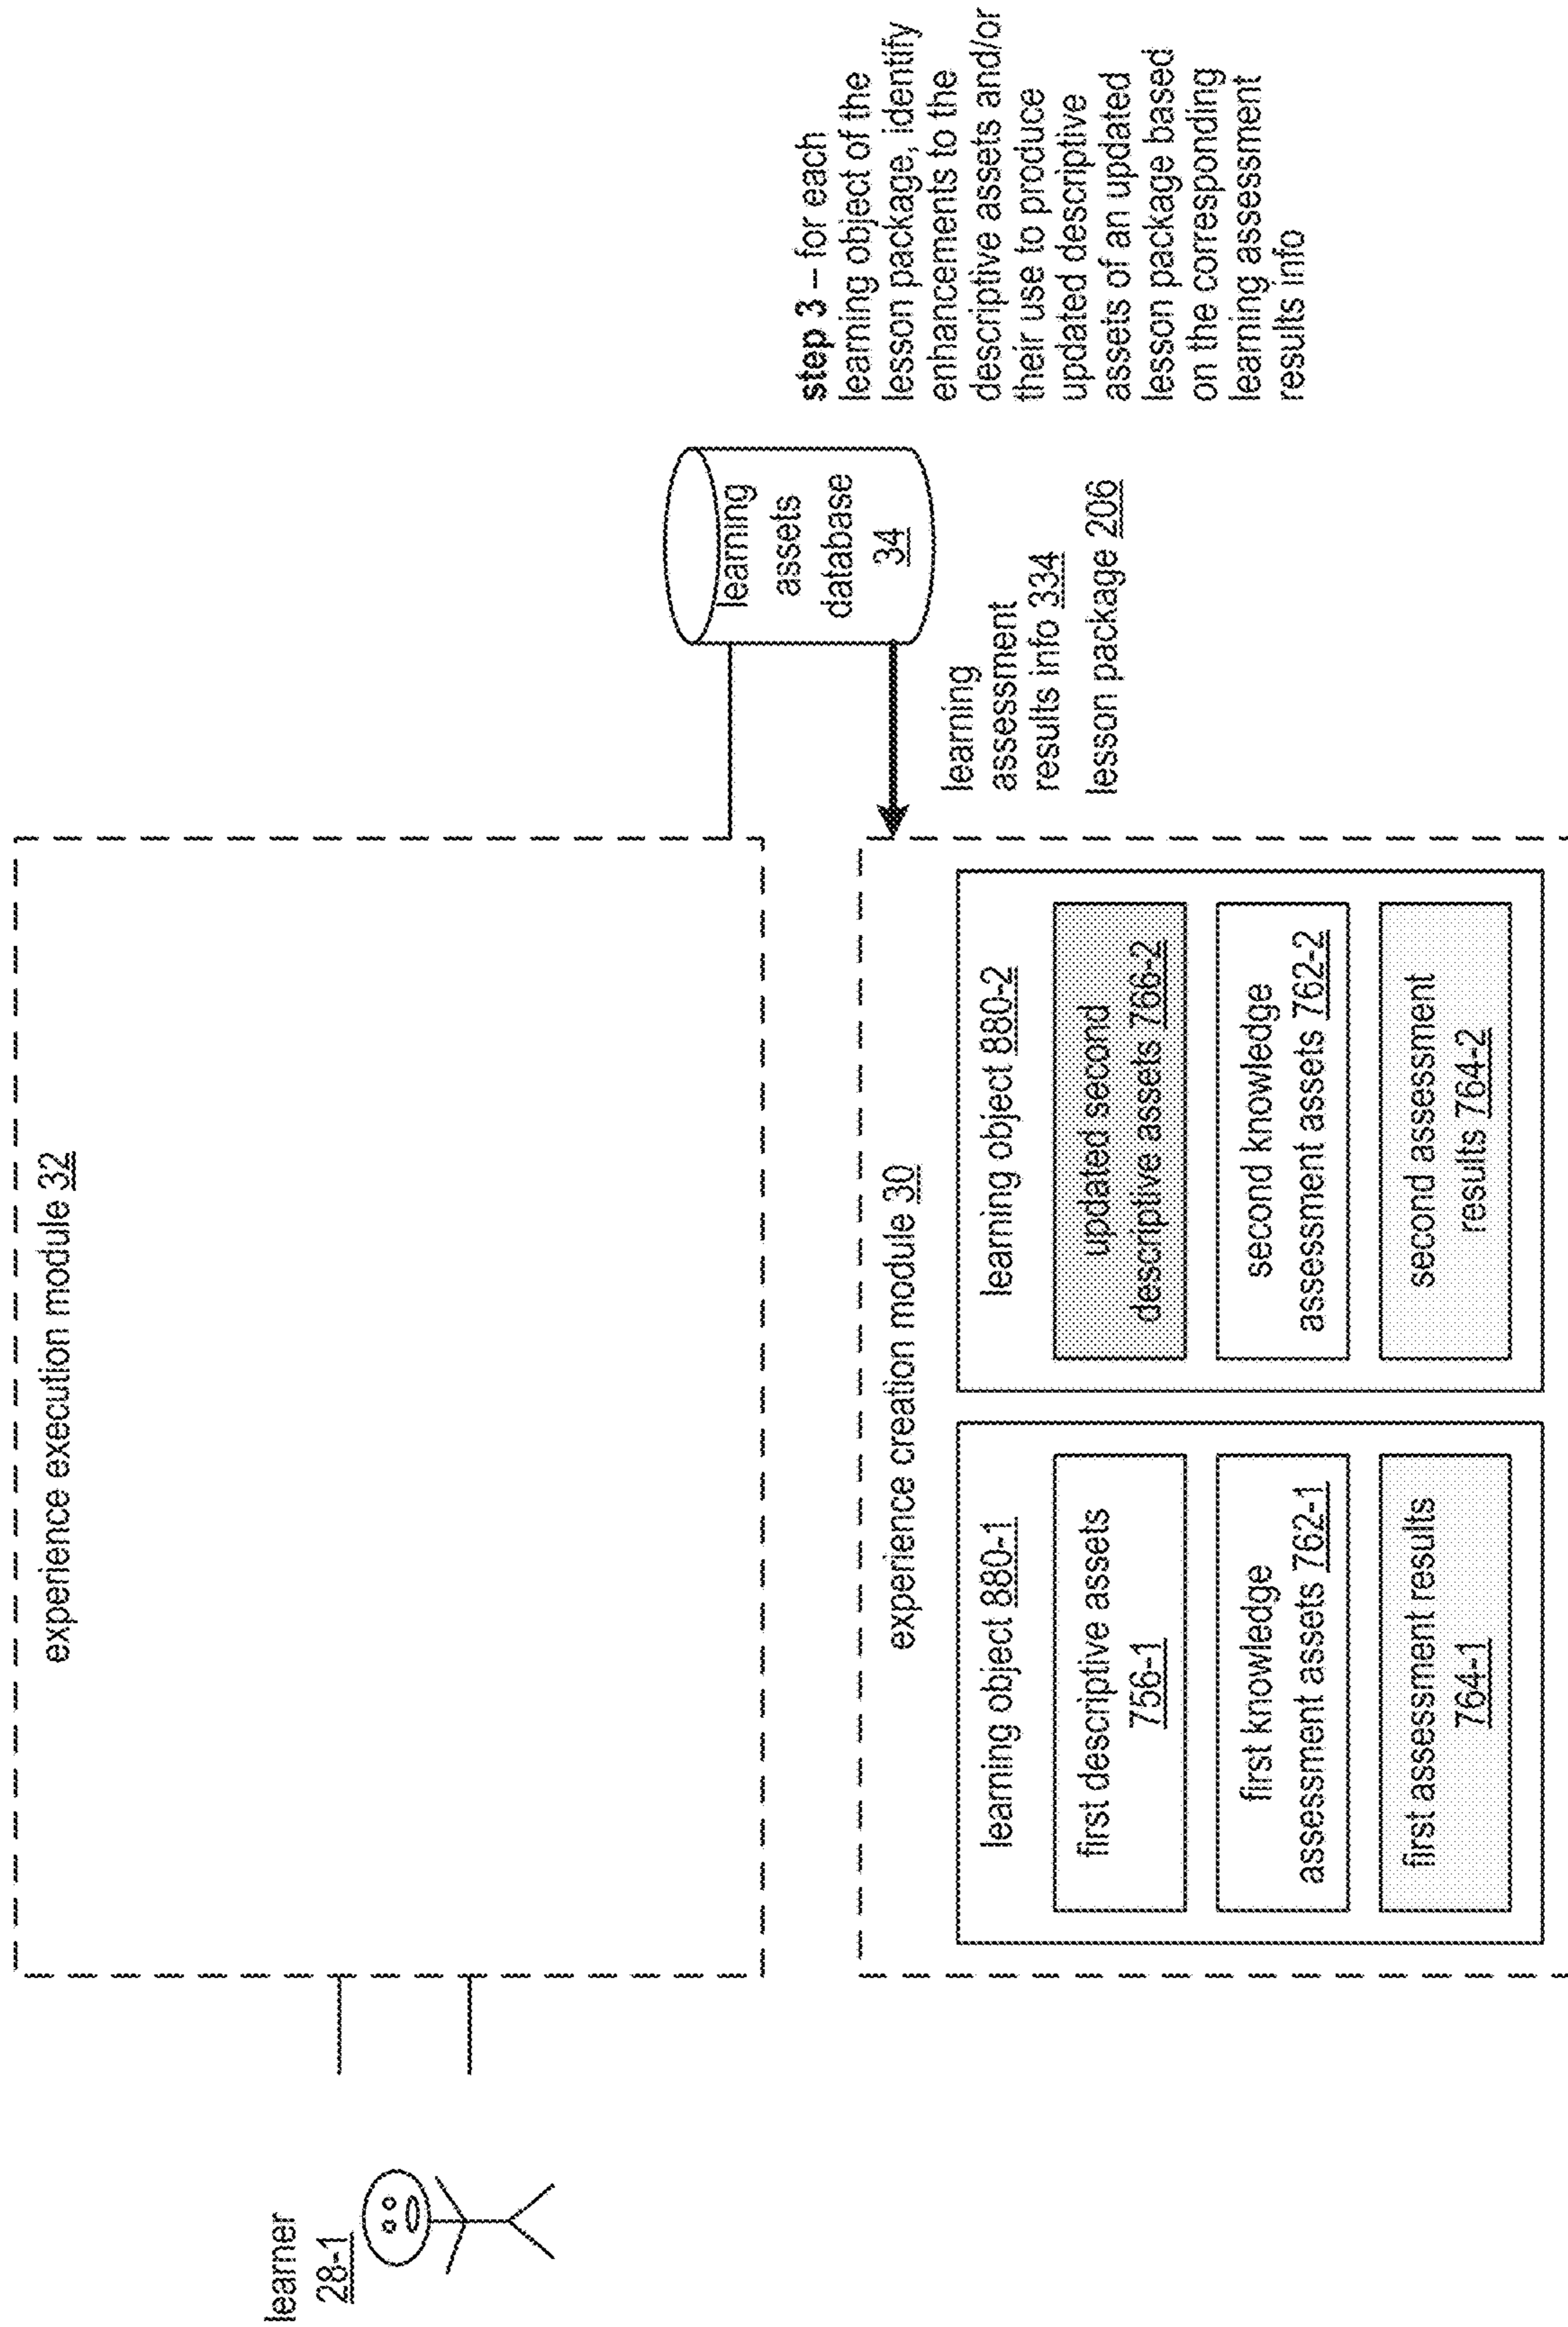 learner
28-1
experience execution module 32
learning
assets
database
34
learning
assessment
results info 334
lesson package 206
step 3 – for each
learning object of the
lesson package, identify
enhancements to the
descriptive assets and/or
their use to produce
updated descriptive
assets of an updated
lesson package based
on the corresponding
learning assessment
results info
experience creation module 30
learning object 880-1
first descriptive assets
756-1
first knowledge
assessment assets 762-1
first assessment results
764-1
learning object 880-2
updated second
descriptive assets 766-2
second knowledge
assessment assets 762-2
second assessment
results 764-2